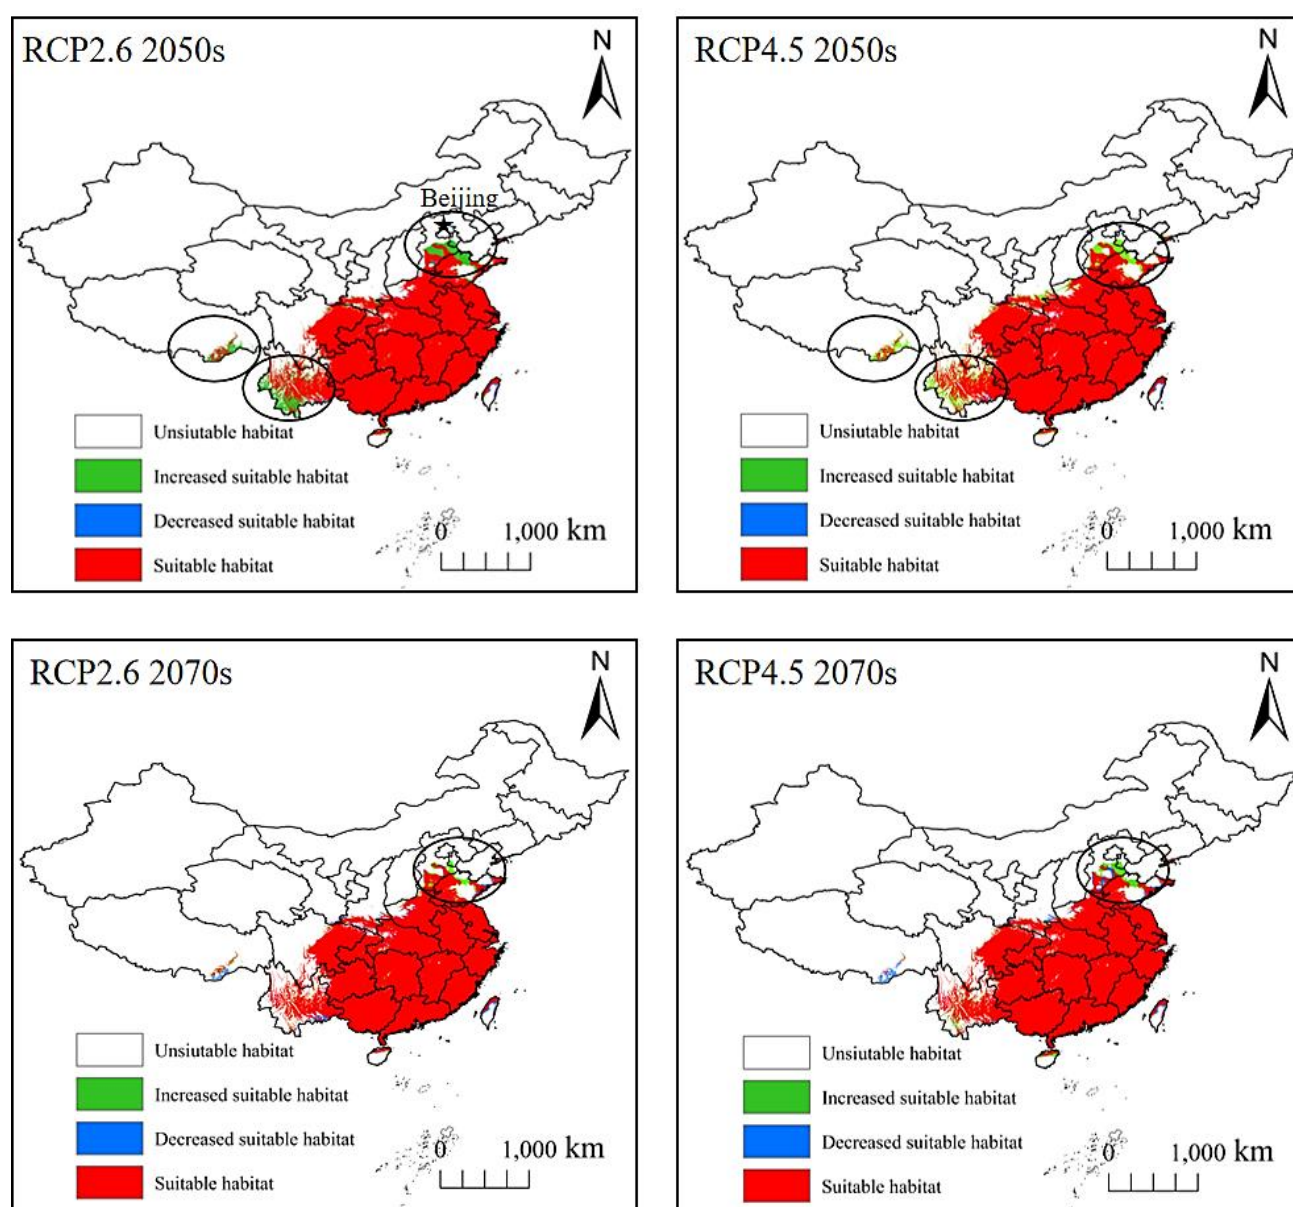 RCP2.6 2050s
N
Beijing
Unsiutable habitat
Increased suitable habitat
Decreased suitable habitat
Suitable habitat
0 1,000 km
RCP4.5 2050s
N
Unsiutable habitat
Increased suitable habitat
Decreased suitable habitat
Suitable habitat
0 1,000 km
RCP2.6 2070s
N
Unsiutable habitat
Increased suitable habitat
Decreased suitable habitat
Suitable habitat
0 1,000 km
RCP4.5 2070s
N
Unsiutable habitat
Increased suitable habitat
Decreased suitable habitat
Suitable habitat
0 1,000 km